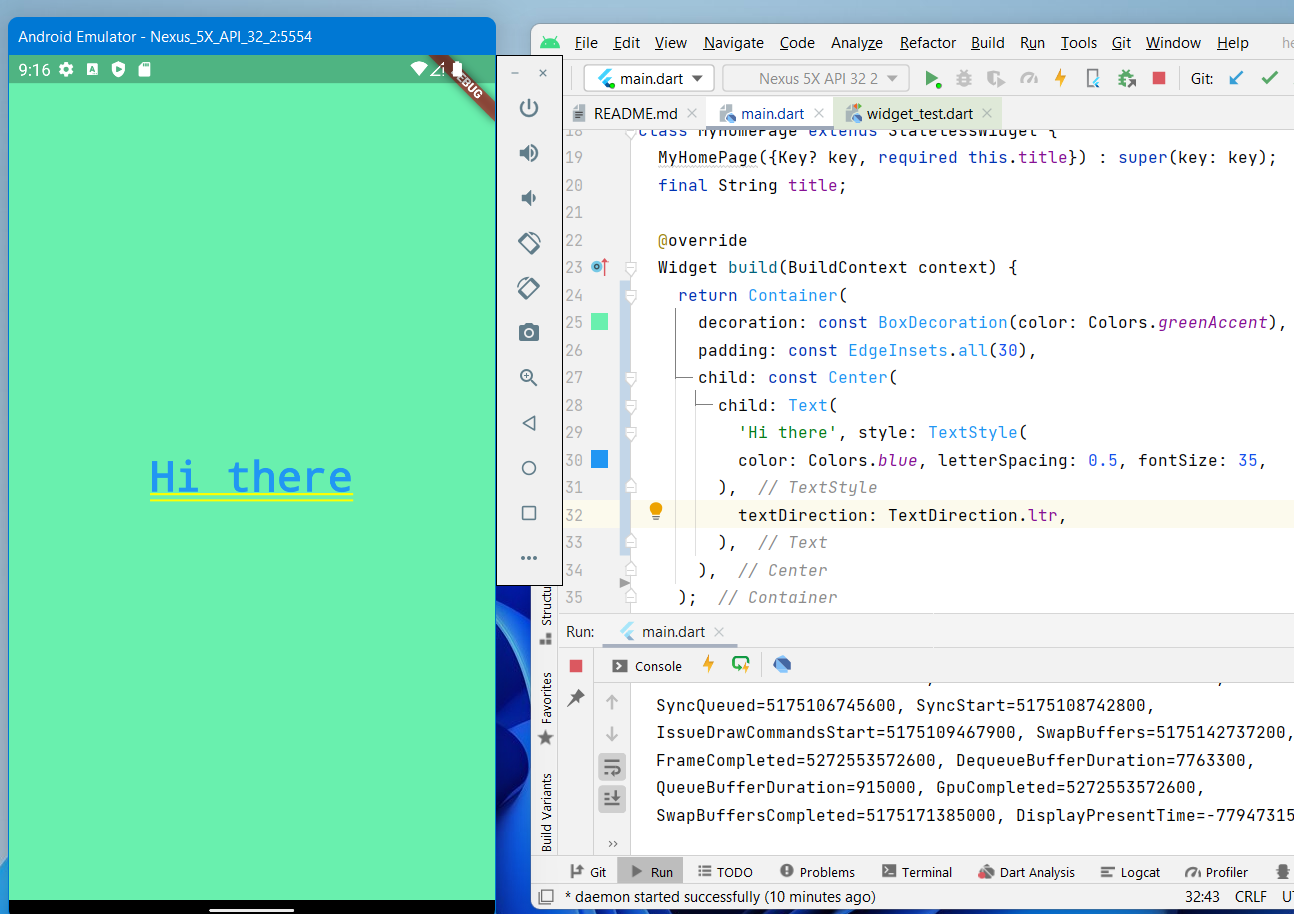 Android Emulator - Nexus_5X_API_32_2:5554
9:16
DEBUG
Hi there
File Edit View Navigate Code Analyze Refactor Build Run Tools Git Window Help he
main.dart Nexus 5X API 32 2 Git:
README.md main.dart widget_test.dart
18 class MyHomePage extends StatelessWidget {
19 MyHomePage({Key? key, required this.title}) : super(key: key);
20 final String title;
21
22 @override
23 Widget build(BuildContext context) {
24 return Container(
25 decoration: const BoxDecoration(color: Colors.greenAccent),
26 padding: const EdgeInsets.all(30),
27 child: const Center(
28 child: Text(
29 'Hi there', style: TextStyle(
30 color: Colors.blue, letterSpacing: 0.5, fontSize: 35,
31 ), // TextStyle
32 textDirection: TextDirection.ltr,
33 ), // Text
34 ), // Center
35 ); // Container
Structu
Favorites
Build Variants
Run: main.dart
Console
SyncQueued=5175106745600, SyncStart=5175108742800,
IssueDrawCommandsStart=5175109467900, SwapBuffers=5175142737200,
FrameCompleted=5272553572600, DequeueBufferDuration=7763300,
QueueBufferDuration=915000, GpuCompleted=5272553572600,
SwapBuffersCompleted=5175171385000, DisplayPresentTime=-77947315
Git Run TODO Problems Terminal Dart Analysis Logcat Profiler
* daemon started successfully (10 minutes ago) 32:43 CRLF U